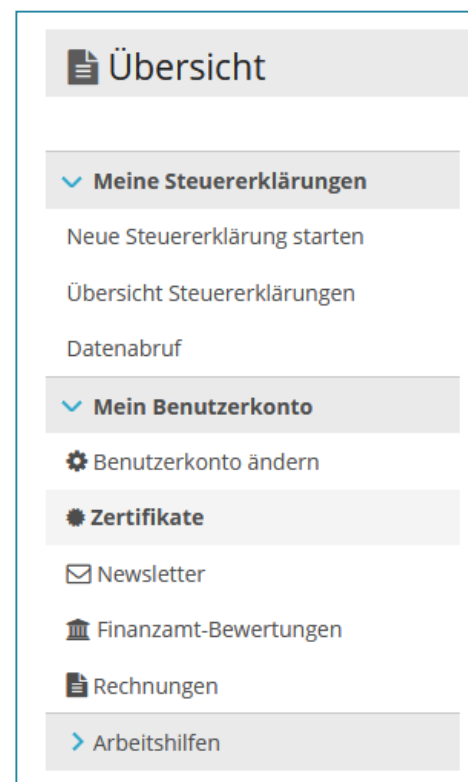 Übersicht
Meine Steuererklärungen
Neue Steuererklärung starten
Übersicht Steuererklärungen
Datenabruf
Mein Benutzerkonto
Benutzerkonto ändern
Zertifikate
Newsletter
Finanzamt-Bewertungen
Rechnungen
Arbeitshilfen